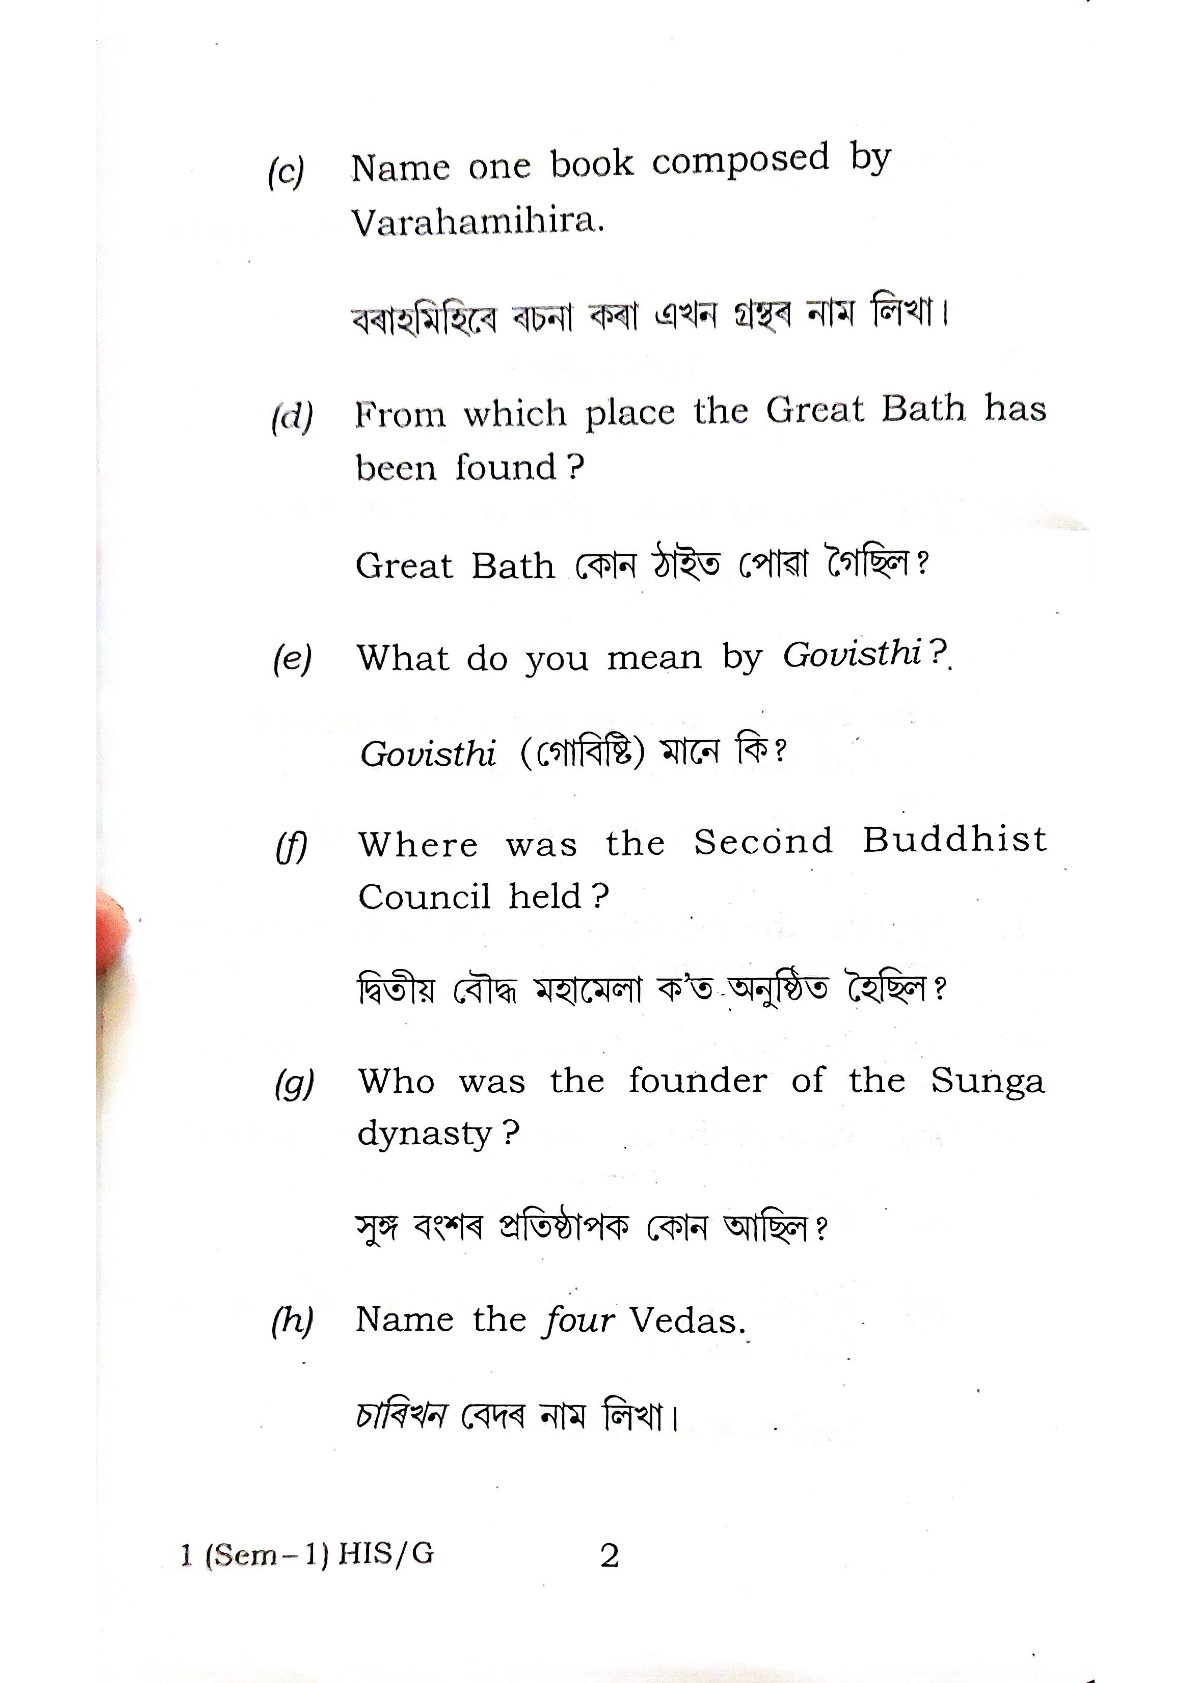 (c) Name one book composed by
Varahamihira.
বৰাহমিহিৰে ৰচনা কৰা এখন গ্ৰন্থৰ নাম লিখা।
(d) From which place the Great Bath has
been found ?
Great Bath কোন ঠাইত পোৱা গৈছিল ?
(e) What do you mean by Govisthi ?
Govisthi (গোবিষ্টি) মানে কি ?
(f) Where was the Second Buddhist
Council held ?
দ্বিতীয় বৌদ্ধ মহামেলা ক'ত অনুষ্ঠিত হৈছিল ?
(g) Who was the founder of the Sunga
dynasty ?
সুঙ্গ বংশৰ প্ৰতিষ্ঠাপক কোন আছিল ?
(h) Name the four Vedas.
চাৰিখন বেদৰ নাম লিখা।
1 (Sem–1) HIS/G 2